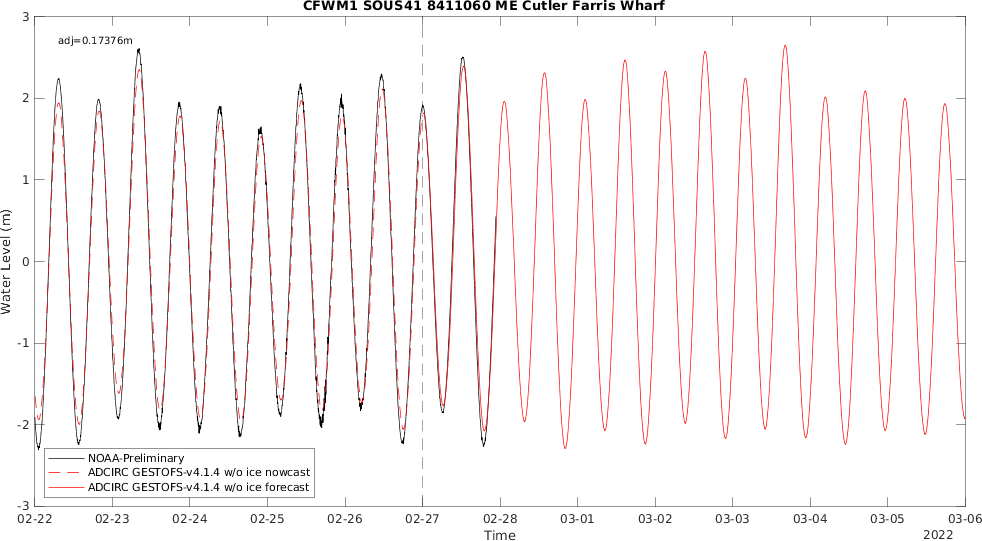 CFWM1 SOUS41 8411060 ME Cutler Farris Wharf
adj=0.17376m
3
2
1
0
-1
-2
-3
Water Level (m)
NOAA-Preliminary
ADCIRC GESTOFS-v4.1.4 w/o ice nowcast
ADCIRC GESTOFS-v4.1.4 w/o ice forecast
02-22 02-23 02-24 02-25 02-26 02-27 02-28 03-01 03-02 03-03 03-04 03-05 03-06
Time
2022